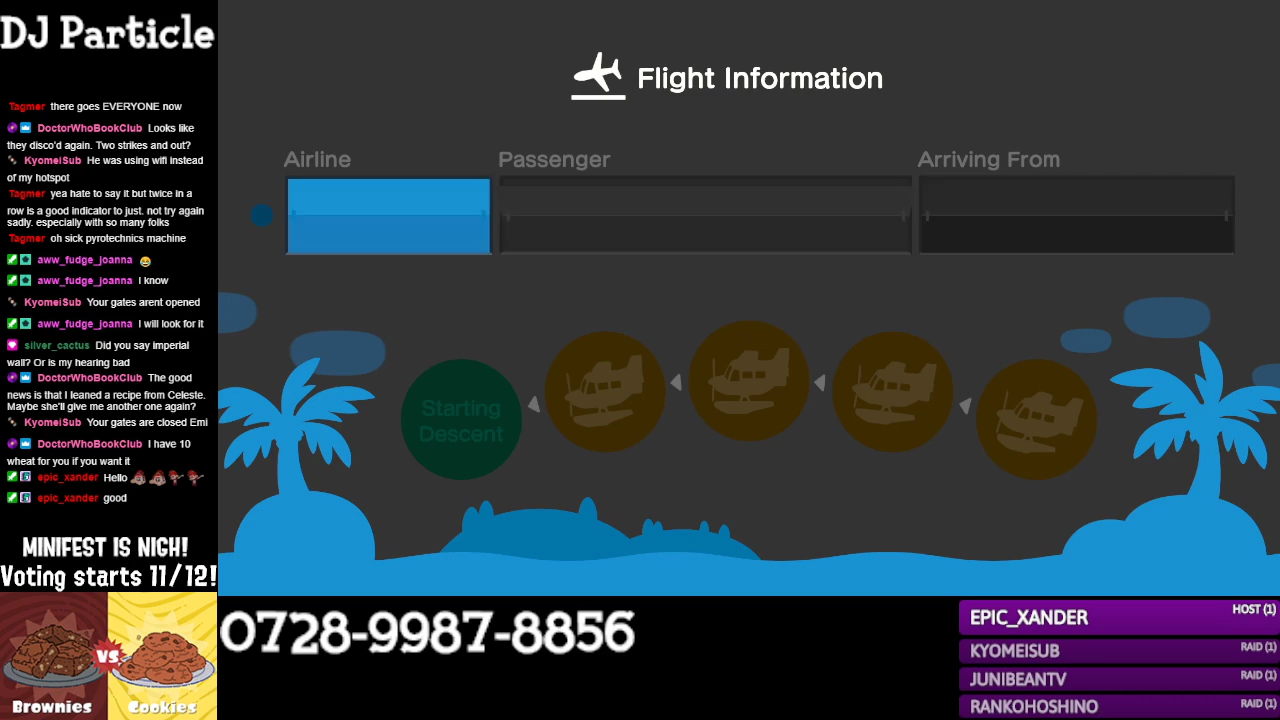 DJ Particle
Tagmer there goes EVERYONE now
DoctorWhoBookClub Looks like
they disco'd again. Two strikes and out?
KyomeiSub He was using wifi instead
of my hotspot
Tagmer yea hate to say it but twice in a
row is a good indicator to just. not try again
sadly. especially with so many folks
Tagmer oh sick pyrotechnics machine
aww_fudge_joanna
aww_fudge_joanna I know
KyomeiSub Your gates arent opened
aww_fudge_joanna I will look for it
silver_cactus Did you say imperial
wall? Or is my hearing bad
DoctorWhoBookClub The good
news is that I leaned a recipe from Celeste.
Maybe she'll give me another one again?
KyomeiSub Your gates are closed Emi
DoctorWhoBookClub I have 10
wheat for you if you want it
epic_xander Hello
epic_xander good
MINIFEST IS NIGH!
Voting starts 11/12!
VS
Brownies
Cookies
Flight Information
Airline
Passenger
Arriving From
Starting
Descent
0728-9987-8856
EPIC_XANDER HOST (1)
KYOMEISUB RAID (1)
JUNIBEANTV RAID (1)
RANKOHOSHINO RAID (1)